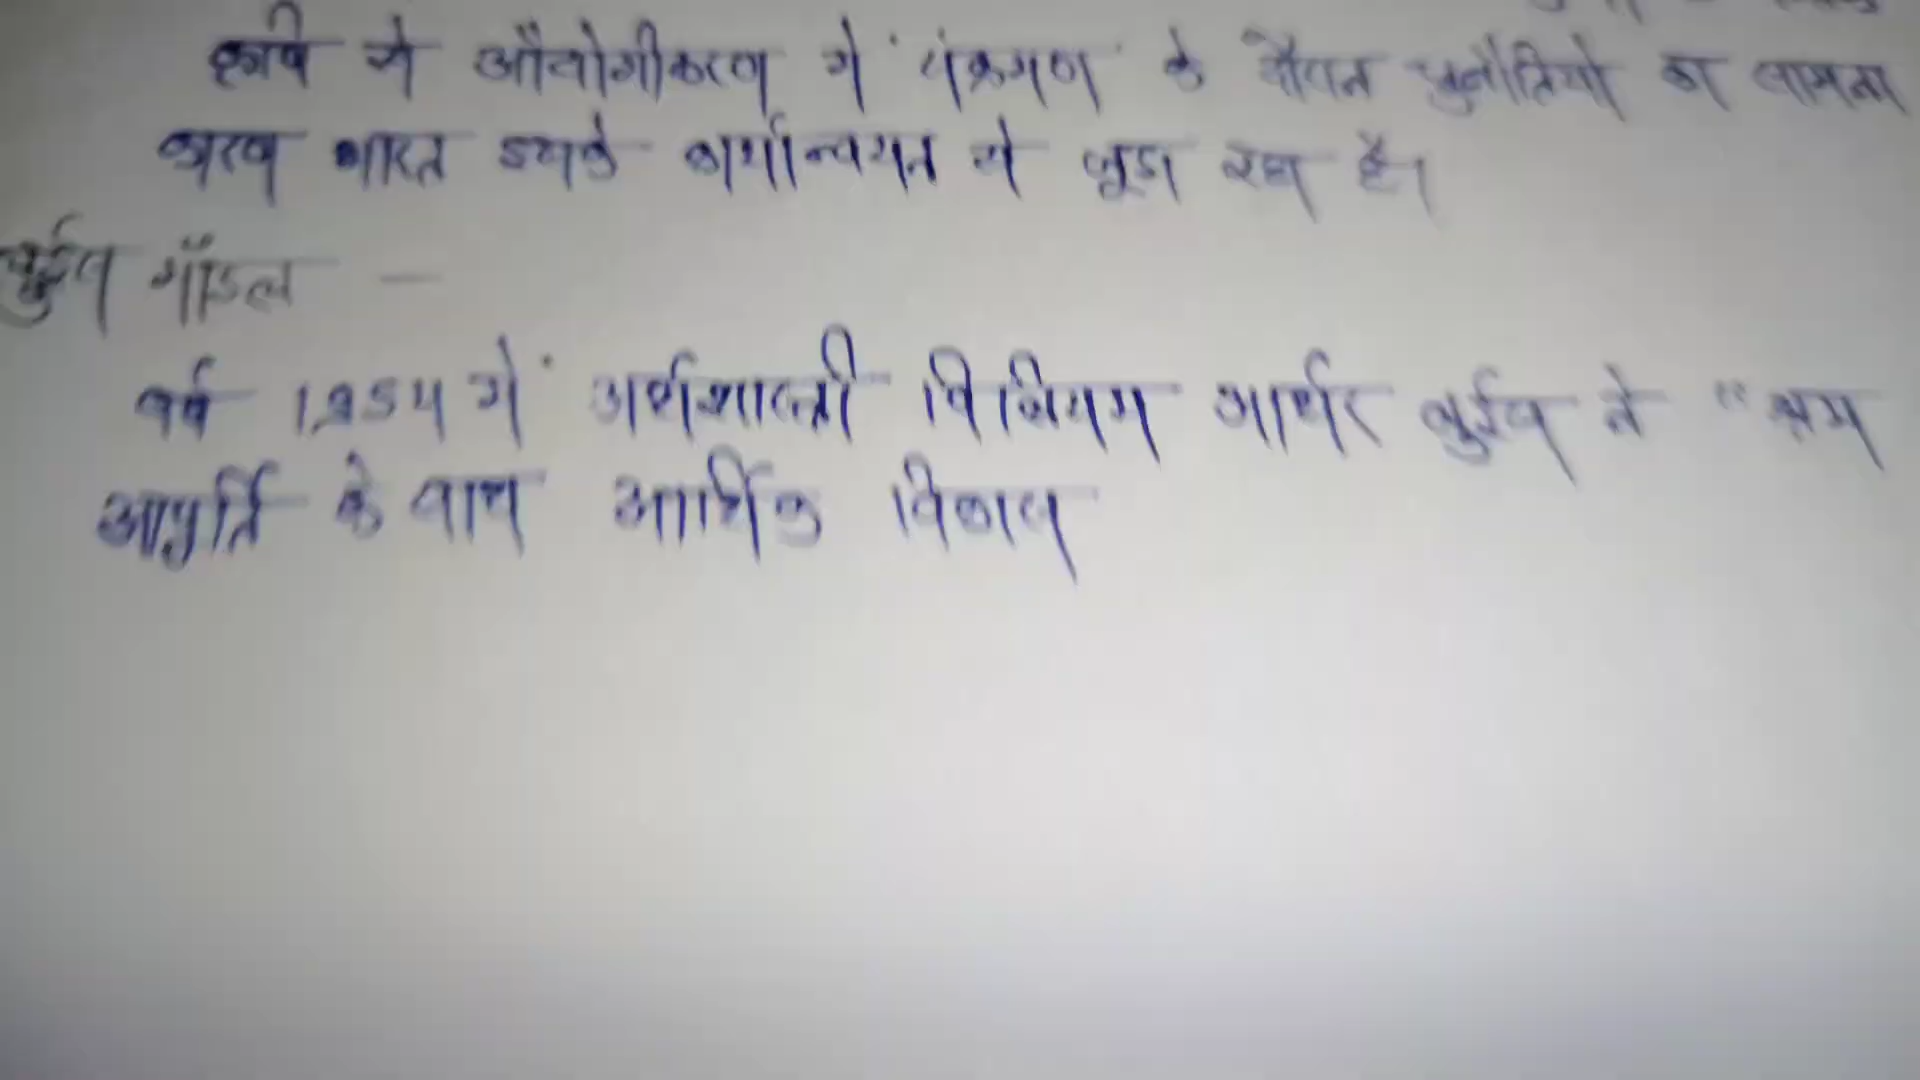 कृषि से औद्योगीकरण में संक्रमण के दौरान चुनौतियों का सामना
भारत इसके कार्यान्वयन से जूझ रहा है।
लुईस मॉडल —
वर्ष 1954 में अर्थशास्त्री विलियम आर्थर लुईस ने "श्रम
आपूर्ति के साथ आर्थिक विकास